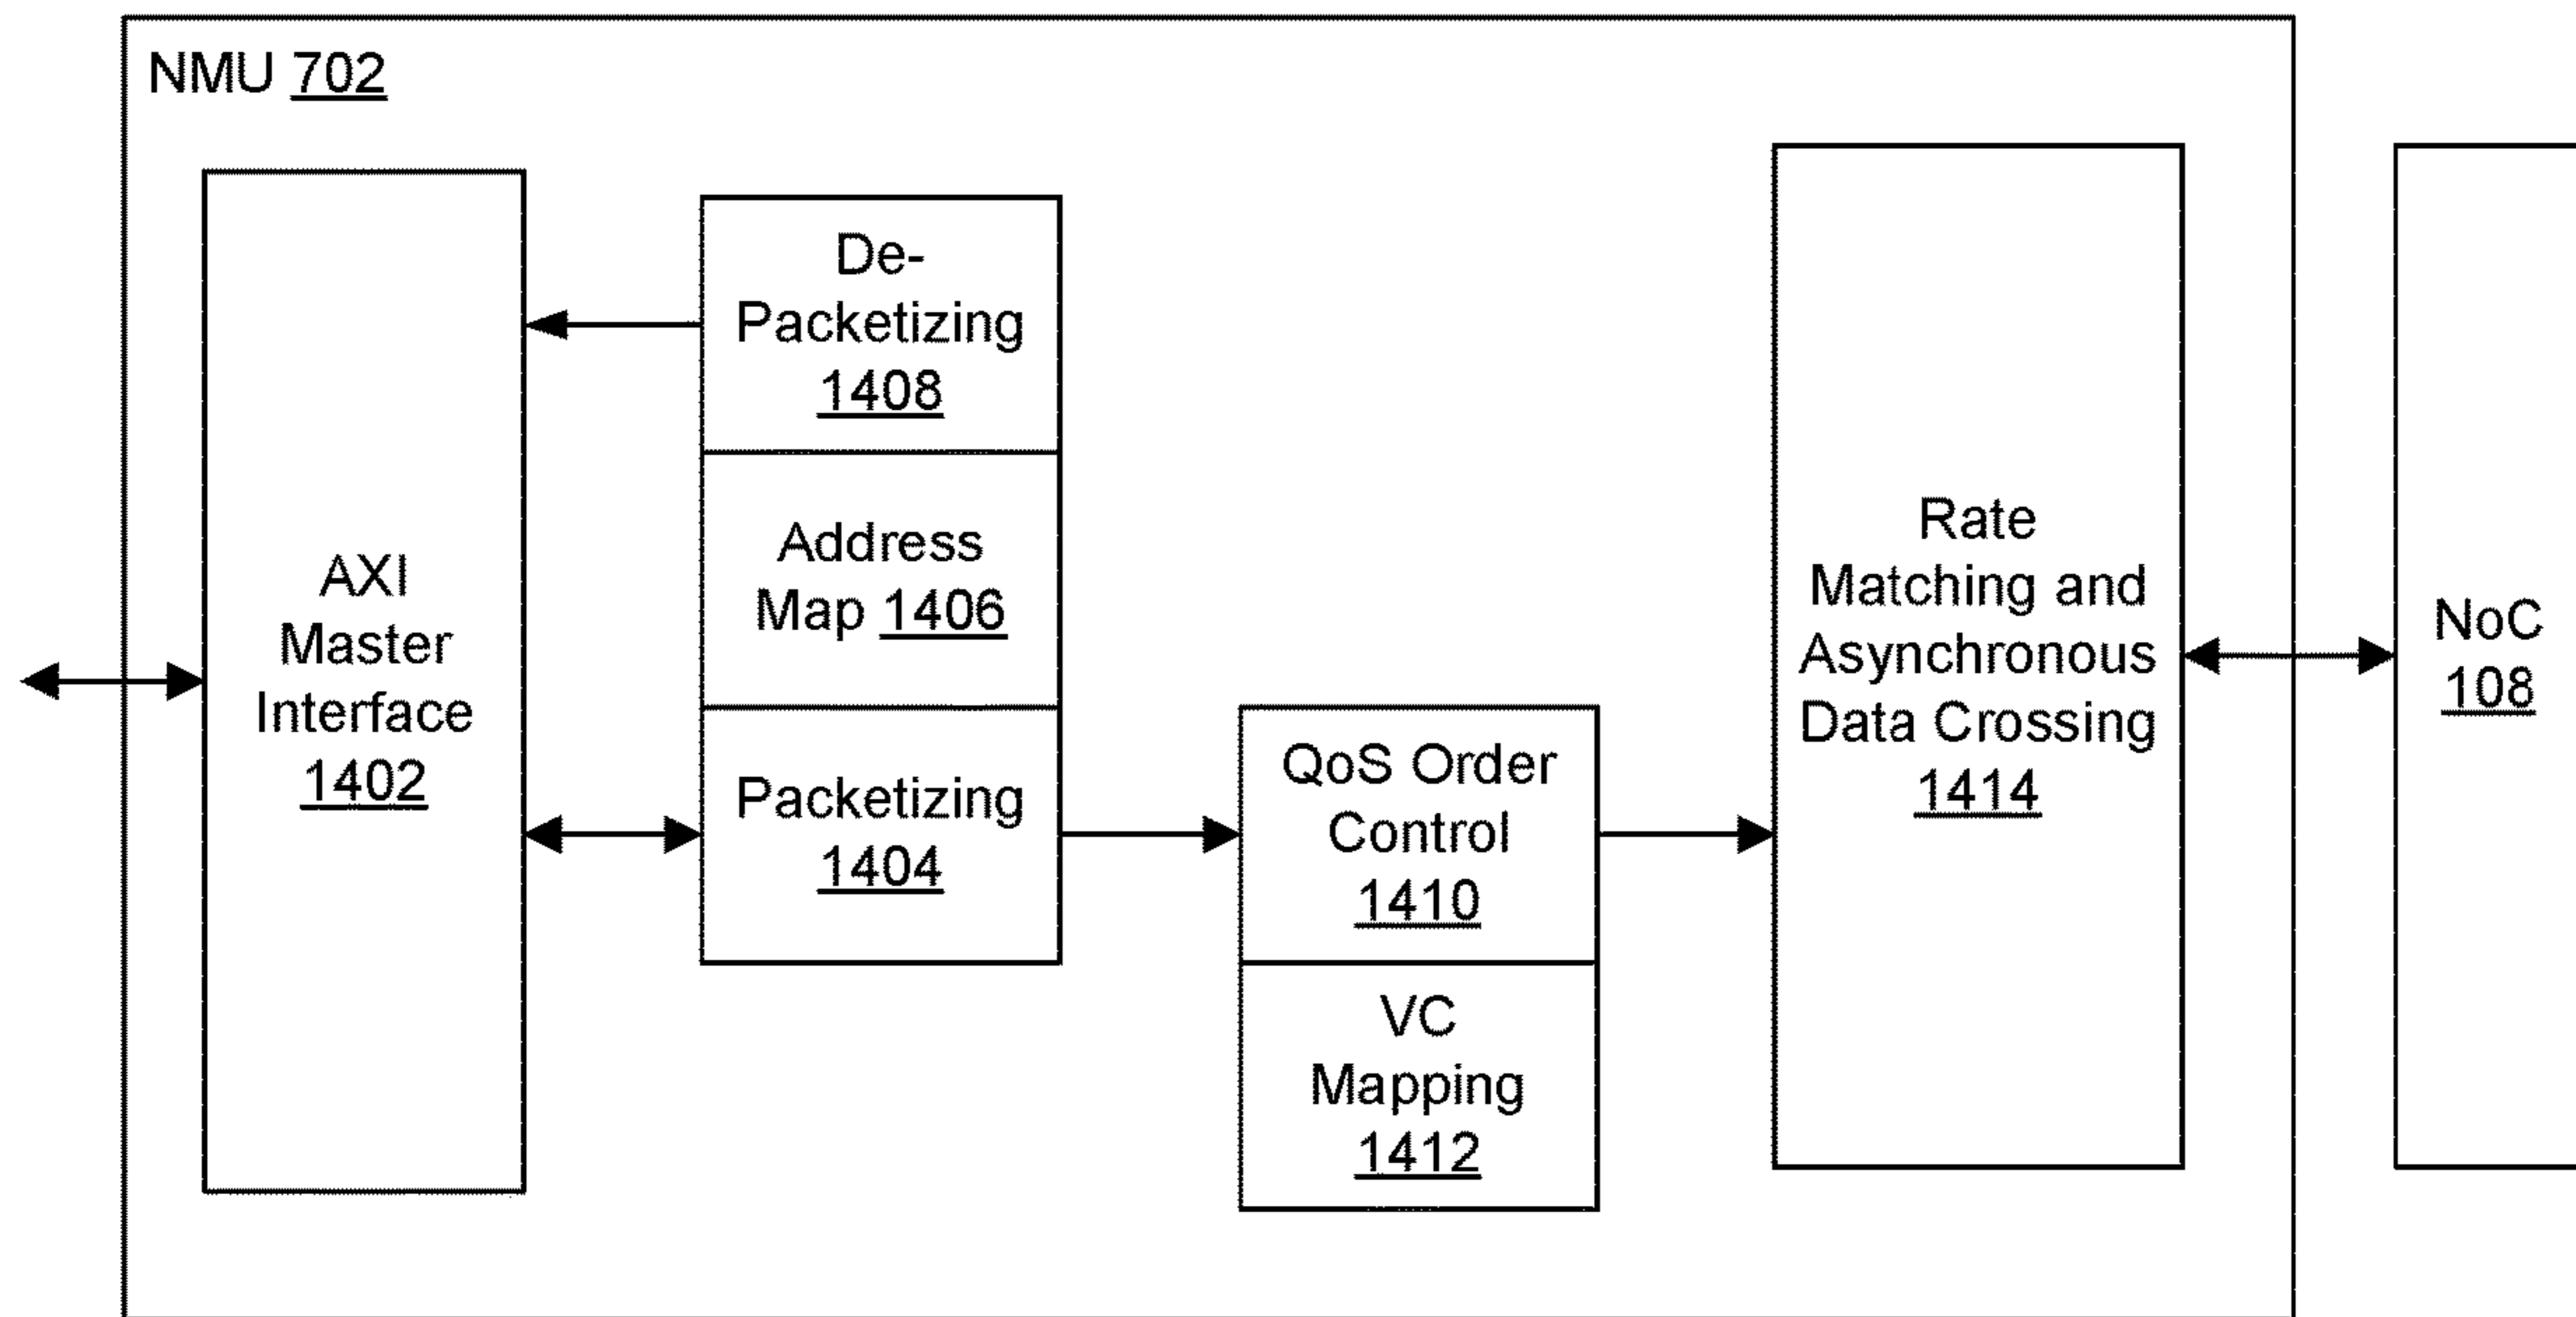 NMU 702
AXI
Master
Interface
1402
De-
Packetizing
1408
Address
Map 1406
Packetizing
1404
QoS Order
Control
1410
VC
Mapping
1412
Rate
Matching and
Asynchronous
Data Crossing
1414
NoC
108